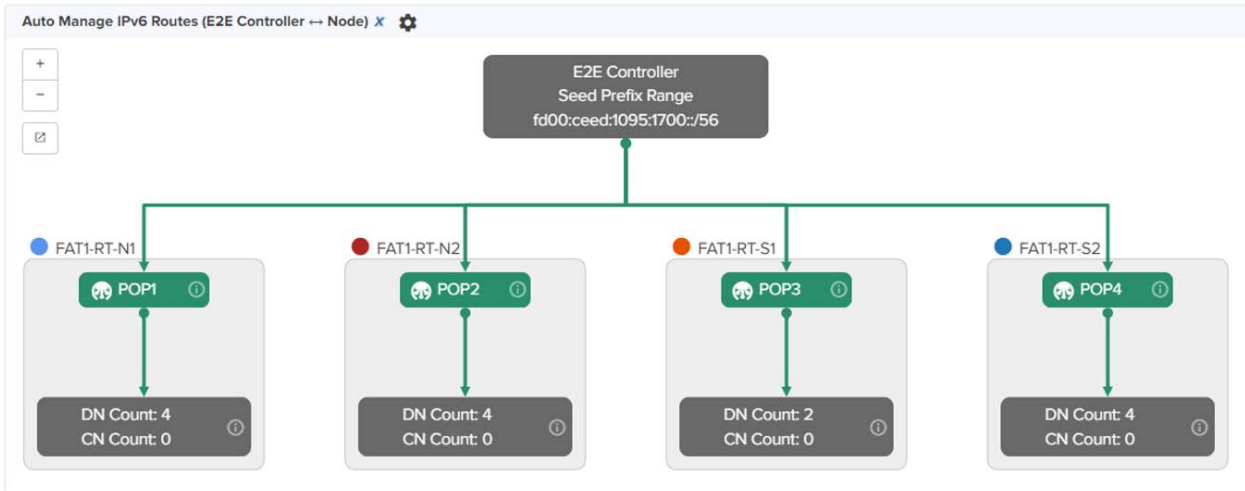 Auto Manage IPv6 Routes (E2E Controller ↔ Node) ✗
+
−
E2E Controller
Seed Prefix Range
fd00:ceed:1095:1700::/56
FAT1-RT-N1
FAT1-RT-N2
FAT1-RT-S1
FAT1-RT-S2
POP1
POP2
POP3
POP4
DN Count: 4
CN Count: 0
DN Count: 4
CN Count: 0
DN Count: 2
CN Count: 0
DN Count: 4
CN Count: 0